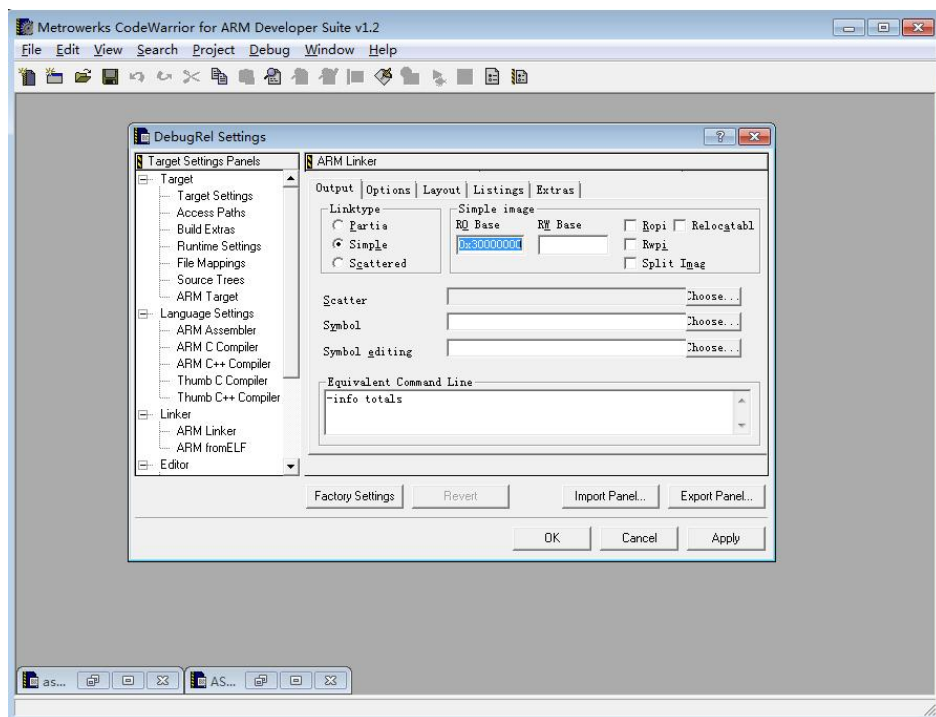 Metrowerks CodeWarrior for ARM Developer Suite v1.2
File Edit View Search Project Debug Window Help
DebugRel Settings
Target Settings Panels
Target
Target Settings
Access Paths
Build Extras
Runtime Settings
File Mappings
Source Trees
ARM Target
Language Settings
ARM Assembler
ARM C Compiler
ARM C++ Compiler
Thumb C Compiler
Thumb C++ Compiler
Linker
ARM Linker
ARM fromELF
Editor
ARM Linker
Output Options Layout Listings Extras
Linktype
Partia
Simple
Scattered
Simple image
RO Base RW Base
0x30000000
Ropi Relocatabl
Rwpi
Split Imag
Scatter Choose...
Symbol Choose...
Symbol editing Choose...
Equivalent Command Line
-info totals
Factory Settings Revert Import Panel... Export Panel...
OK Cancel Apply
as... AS...